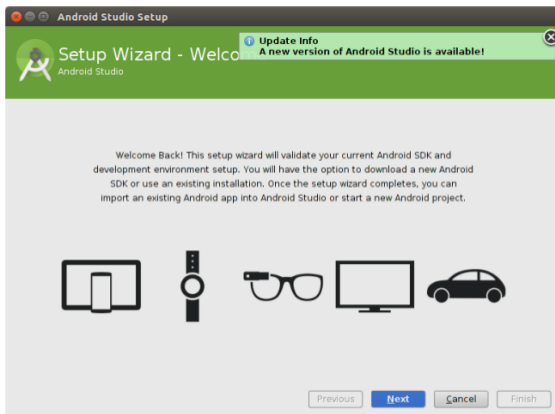 Android Studio Setup
Update Info
A new version of Android Studio is available!
Setup Wizard - Welco
Android Studio
Welcome Back! This setup wizard will validate your current Android SDK and
development environment setup. You will have the option to download a new Android
SDK or use an existing installation. Once the setup wizard completes, you can
import an existing Android app into Android Studio or start a new Android project.
Previous Next Cancel Finish